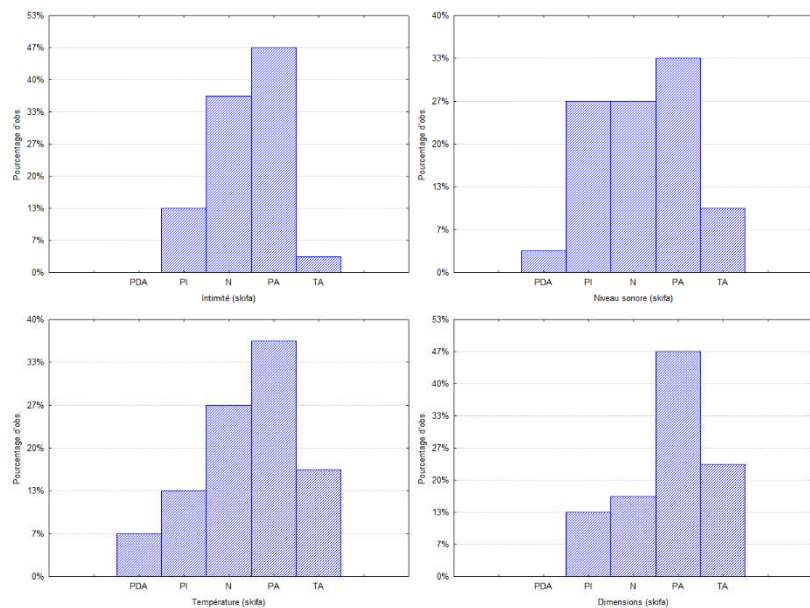 53%
47%
40%
33%
27%
20%
13%
7%
0%
Pourcentage d'obs.
PDA PI N PA TA
Intimité (skifa)
40%
33%
27%
20%
13%
7%
0%
Pourcentage d'obs.
PDA PI N PA TA
Niveau sonore (skifa)
40%
33%
27%
20%
13%
7%
0%
Pourcentage d'obs.
PDA PI N PA TA
Température (skifa)
53%
47%
40%
33%
27%
20%
13%
7%
0%
Pourcentage d'obs.
PDA PI N PA TA
Dimensions (skifa)